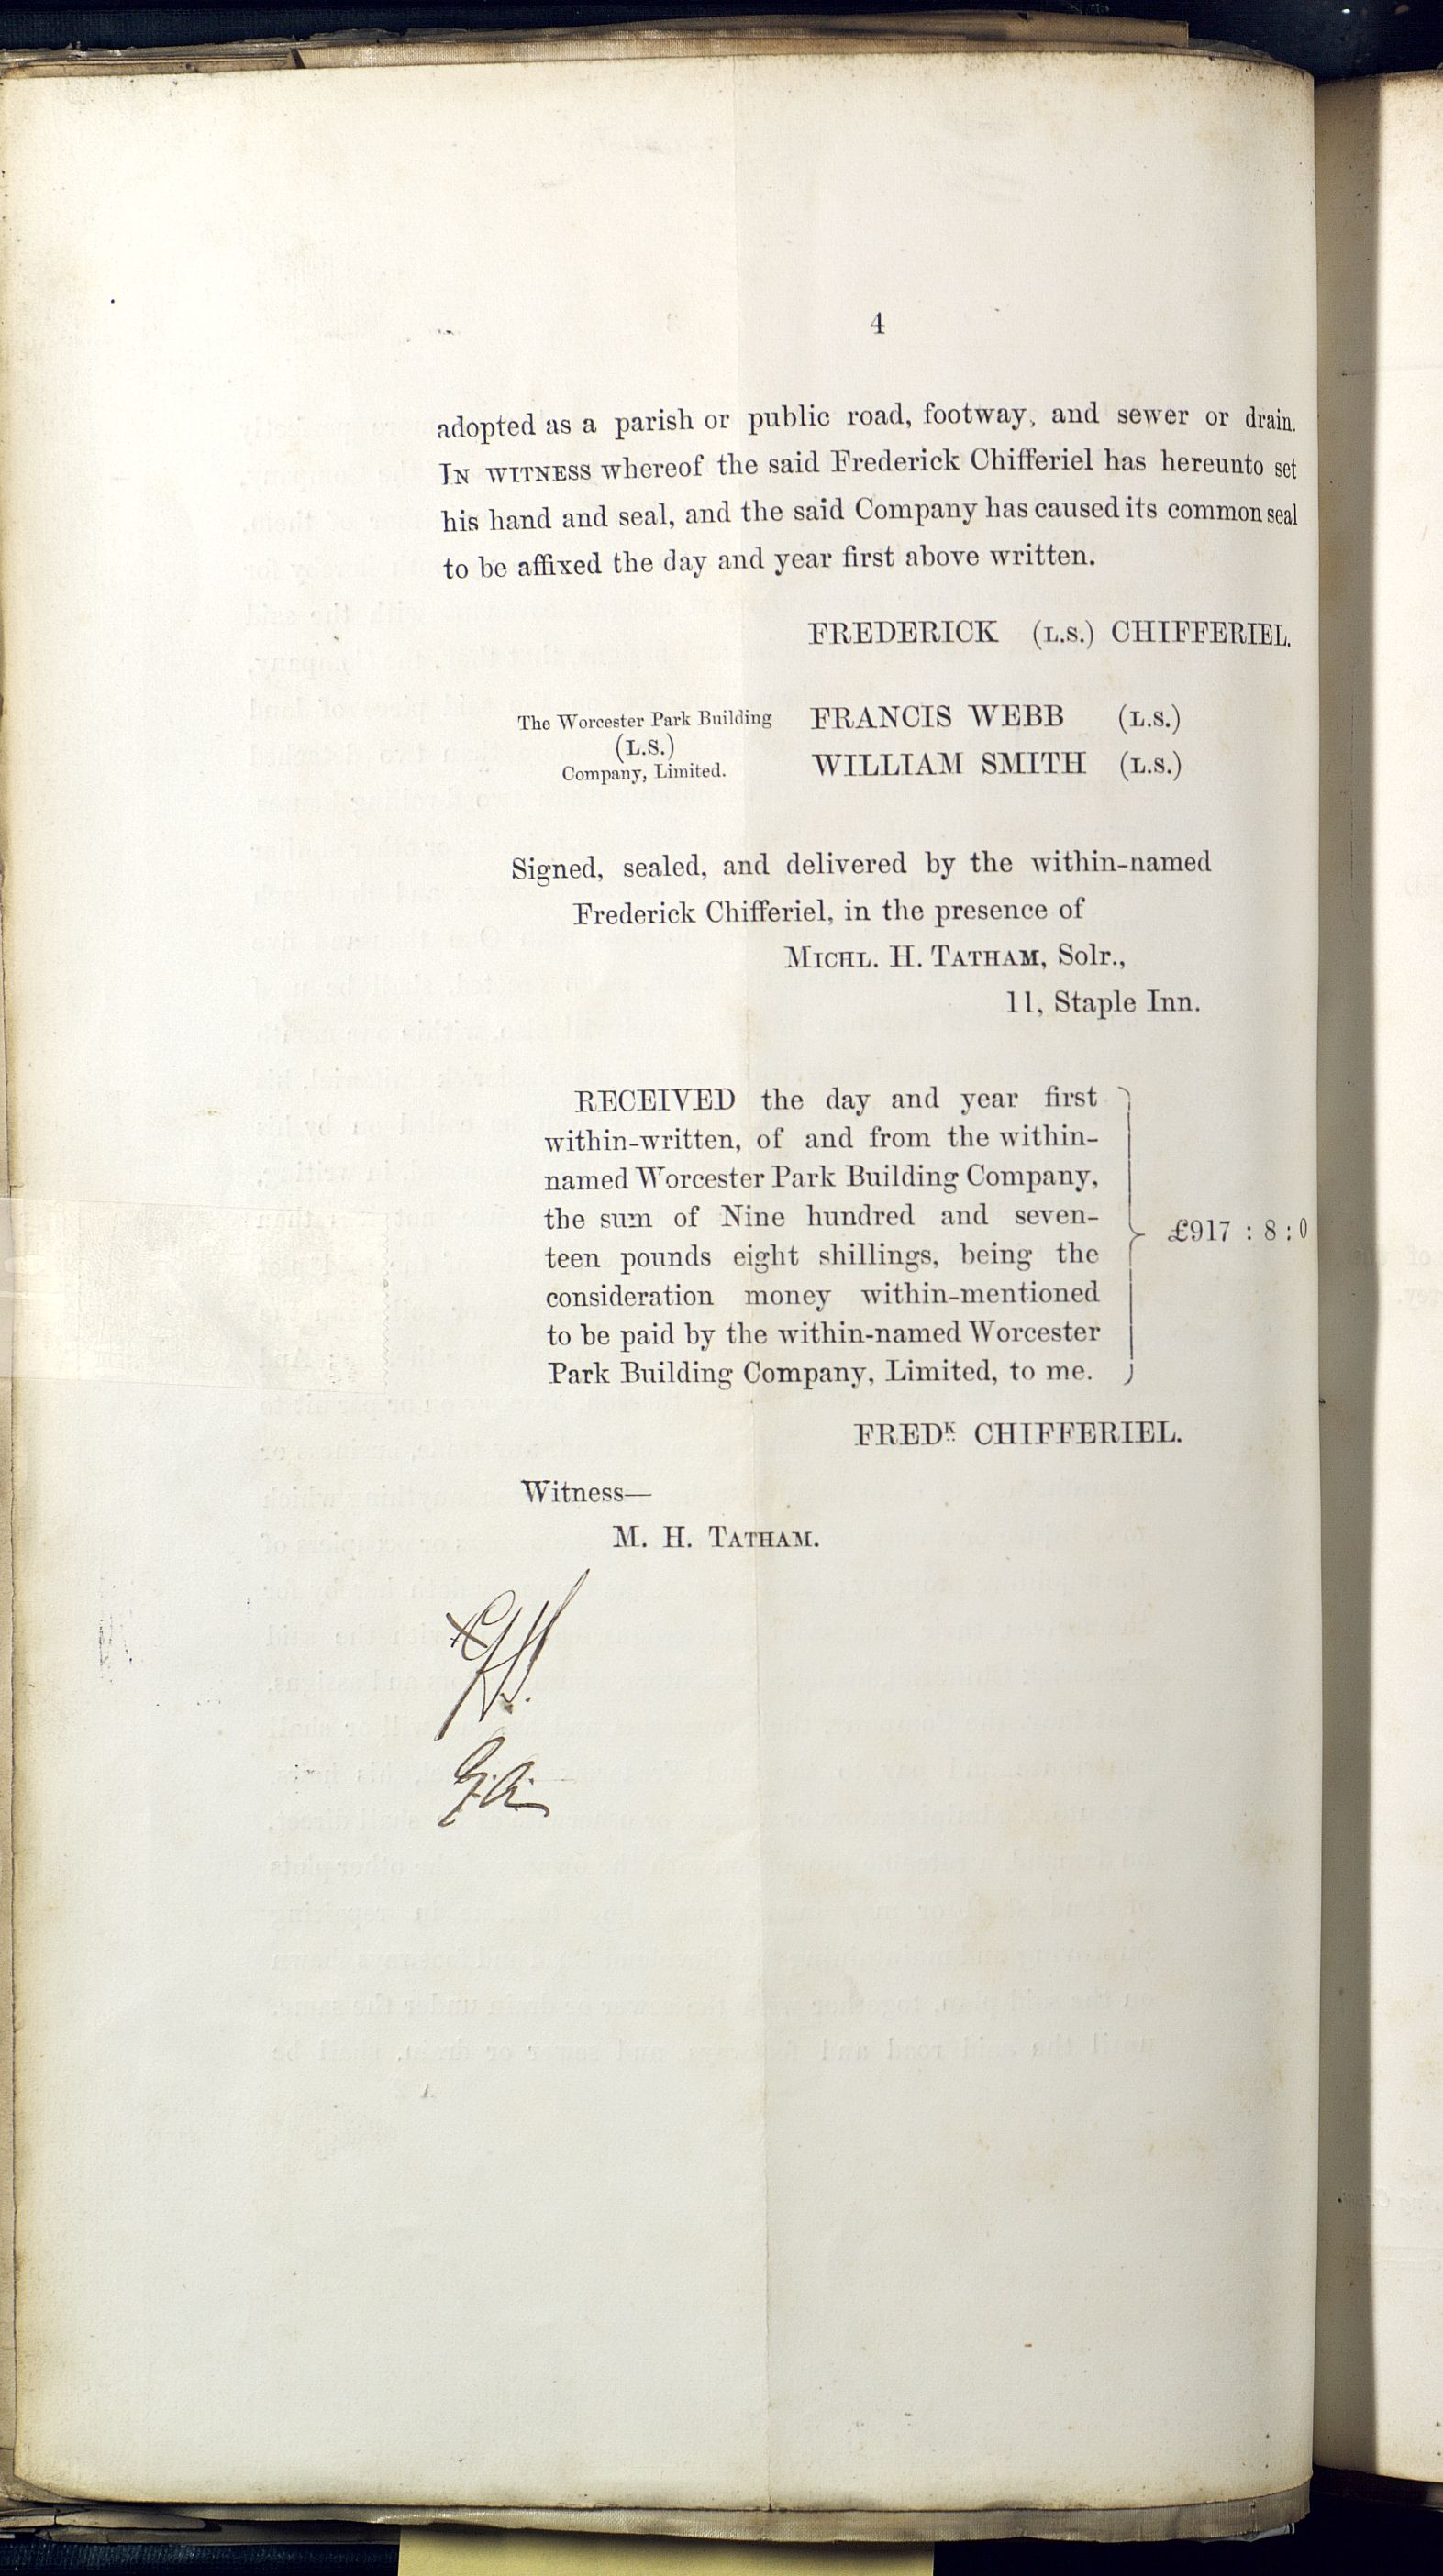 4
adopted as a parish or public road, footway, and sewer or drain.
IN WITNESS whereof the said Frederick Chifferiel has hereunto set
his hand and seal, and the said Company has caused its common seal
to be affixed the day and year first above written.
FREDERICK (L.S.) CHIFFERIEL.
The Worcester Park Building
(L.S.)
Company, Limited.
FRANCIS WEBB (L.S.)
WILLIAM SMITH (L.S.)
Signed, sealed, and delivered by the within-named
Frederick Chifferiel, in the presence of
MICHL. H. TATHAM, Solr.,
11, Staple Inn.
RECEIVED the day and year first
within-written, of and from the within-
named Worcester Park Building Company,
the sum of Nine hundred and seven-
teen pounds eight shillings, being the
consideration money within-mentioned
to be paid by the within-named Worcester
Park Building Company, Limited, to me.
£917 : 8 : 0
FREDK. CHIFFERIEL.
Witness—
M. H. TATHAM.